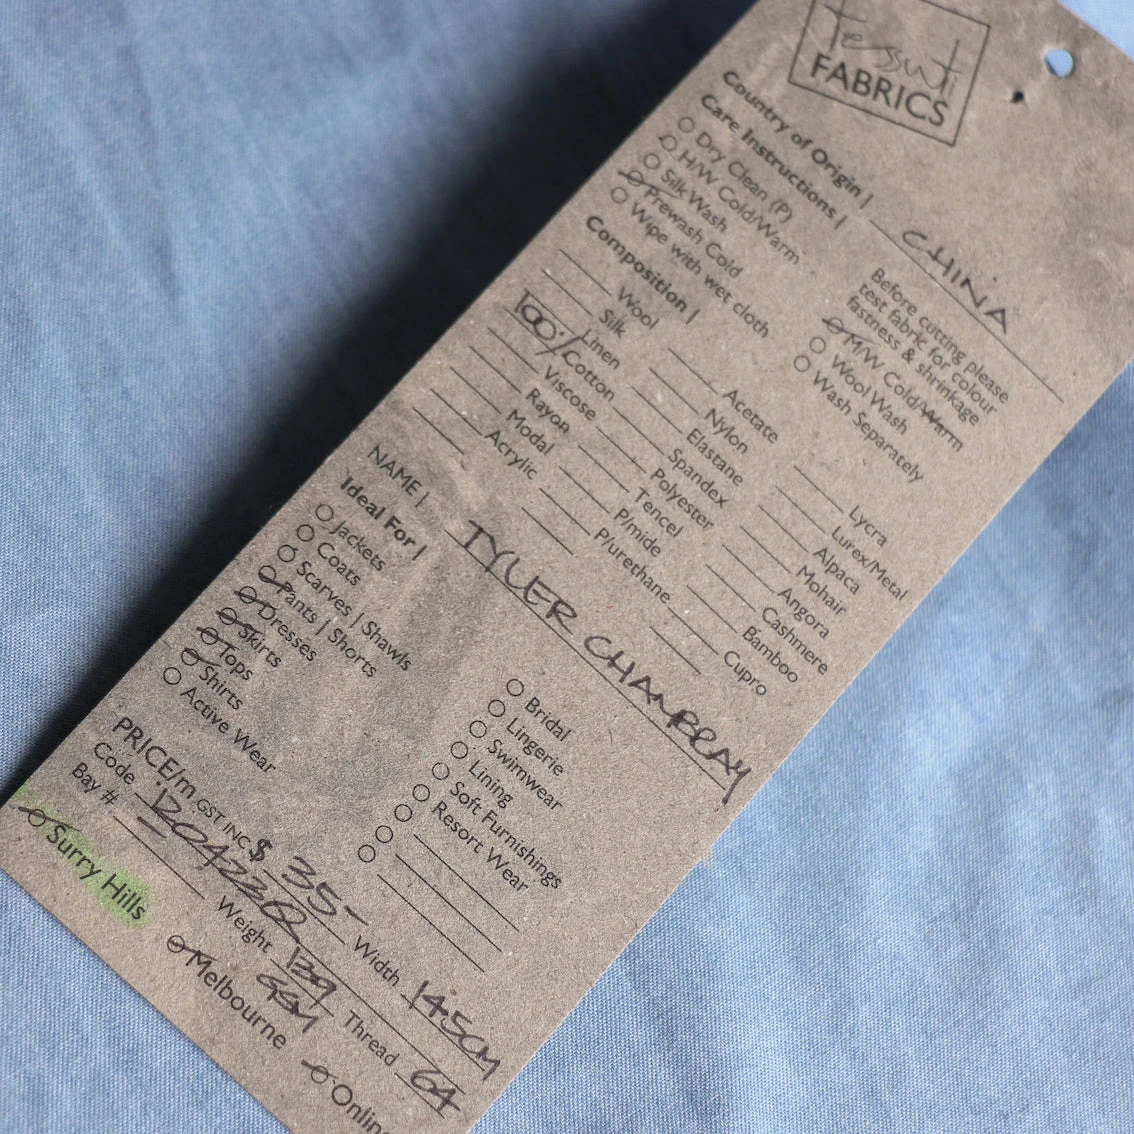 tessuti
FABRICS
Country of Origin | CHINA
Care Instructions |
Dry Clean (P)
H/W Cold/Warm
Silk Wash
Prewash Cold
Wipe with wet cloth
Before cutting please
test fabric for colour
fastness & shrinkage
M/W Cold/Warm
Wool Wash
Wash Separately
Composition |
Wool
Silk
Linen
100% Cotton
Viscose
Rayon
Modal
Acrylic
Acetate
Nylon
Elastane
Spandex
Polyester
Tencel
P/mide
P/urethane
Lycra
Lurex/Metal
Alpaca
Mohair
Angora
Cashmere
Bamboo
Cupro
NAME | TYLER CHAMBRAY
Ideal For |
Jackets
Coats
Scarves | Shawls
Pants | Shorts
Dresses
Skirts
Tops
Shirts
Active Wear
Bridal
Lingerie
Swimwear
Lining
Soft Furnishings
Resort Wear
PRICE/m GST INC $ 35- Width 145CM
Code
Weight 129 GSM Thread 64
Bay #
Surry Hills
Melbourne
Online